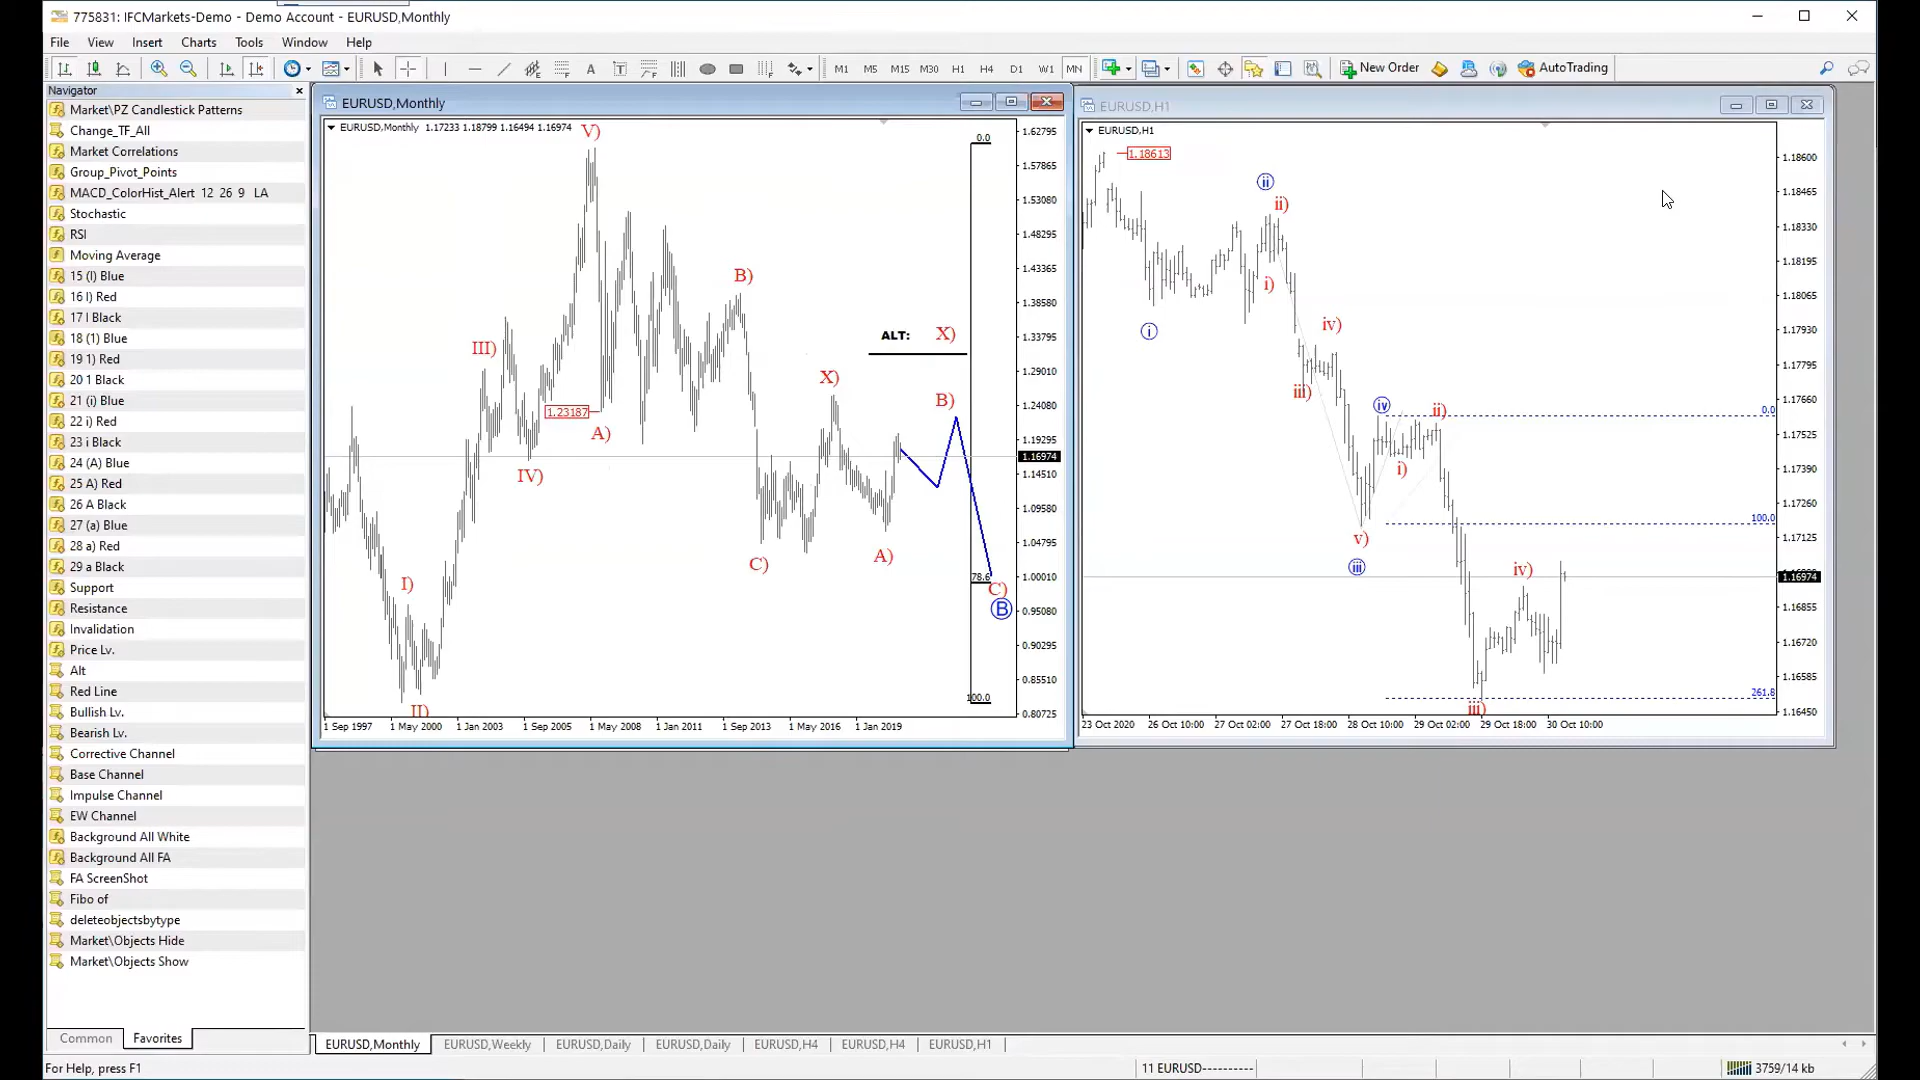 775831: IFCMarkets-Demo - Demo Account - EURUSD,Monthly
File View Insert Charts Tools Window Help
A T M1 M5 M15 M30 H1 H4 D1 W1 MN New Order AutoTrading
Navigator
Market\PZ Candlestick Patterns
Change_TF_All
Market Correlations
Group_Pivot_Points
MACD_ColorHist_Alert 12 26 9 LA
Stochastic
RSI
Moving Average
15 (I) Blue
16 I) Red
17 I Black
18 (1) Blue
19 1) Red
20 1 Black
21 (i) Blue
22 i) Red
23 i Black
24 (A) Blue
25 A) Red
26 A Black
27 (a) Blue
28 a) Red
29 a Black
Support
Resistance
Invalidation
Price Lv.
Alt
Red Line
Bullish Lv.
Bearish Lv.
Corrective Channel
Base Channel
Impulse Channel
EW Channel
Background All White
Background All FA
FA ScreenShot
Fibo of
deleteobjectsbytype
Market\Objects Hide
Market\Objects Show
Common Favorites
EURUSD,Monthly
EURUSD,Monthly 1.17233 1.18799 1.16494 1.16974
V)
0.0
B)
ALT: X)
III)
X)
B)
1.23187
A)
IV)
C)
A)
I)
78.6
C)
B
II)
100.0
1.62795
1.57865
1.53080
1.48295
1.43365
1.38580
1.33795
1.29010
1.24080
1.19295
1.16974
1.14510
1.09580
1.04795
1.00010
0.95080
0.90295
0.85510
0.80725
1 Sep 1997 1 May 2000 1 Jan 2003 1 Sep 2005 1 May 2008 1 Jan 2011 1 Sep 2013 1 May 2016 1 Jan 2019
EURUSD,H1
EURUSD,H1
1.18613
ii
ii)
i)
i
iv)
iii)
iv
ii)
0.0
i)
100.0
v)
iii
iv)
261.8
iii)
1.18600
1.18465
1.18330
1.18195
1.18065
1.17930
1.17795
1.17660
1.17525
1.17390
1.17260
1.17125
1.16974
1.16855
1.16720
1.16585
1.16450
23 Oct 2020 26 Oct 10:00 27 Oct 02:00 27 Oct 18:00 28 Oct 10:00 29 Oct 02:00 29 Oct 18:00 30 Oct 10:00
EURUSD,Monthly EURUSD,Weekly EURUSD,Daily EURUSD,Daily EURUSD,H4 EURUSD,H4 EURUSD,H1
For Help, press F1 11 EURUSD---------- 3759/14 kb